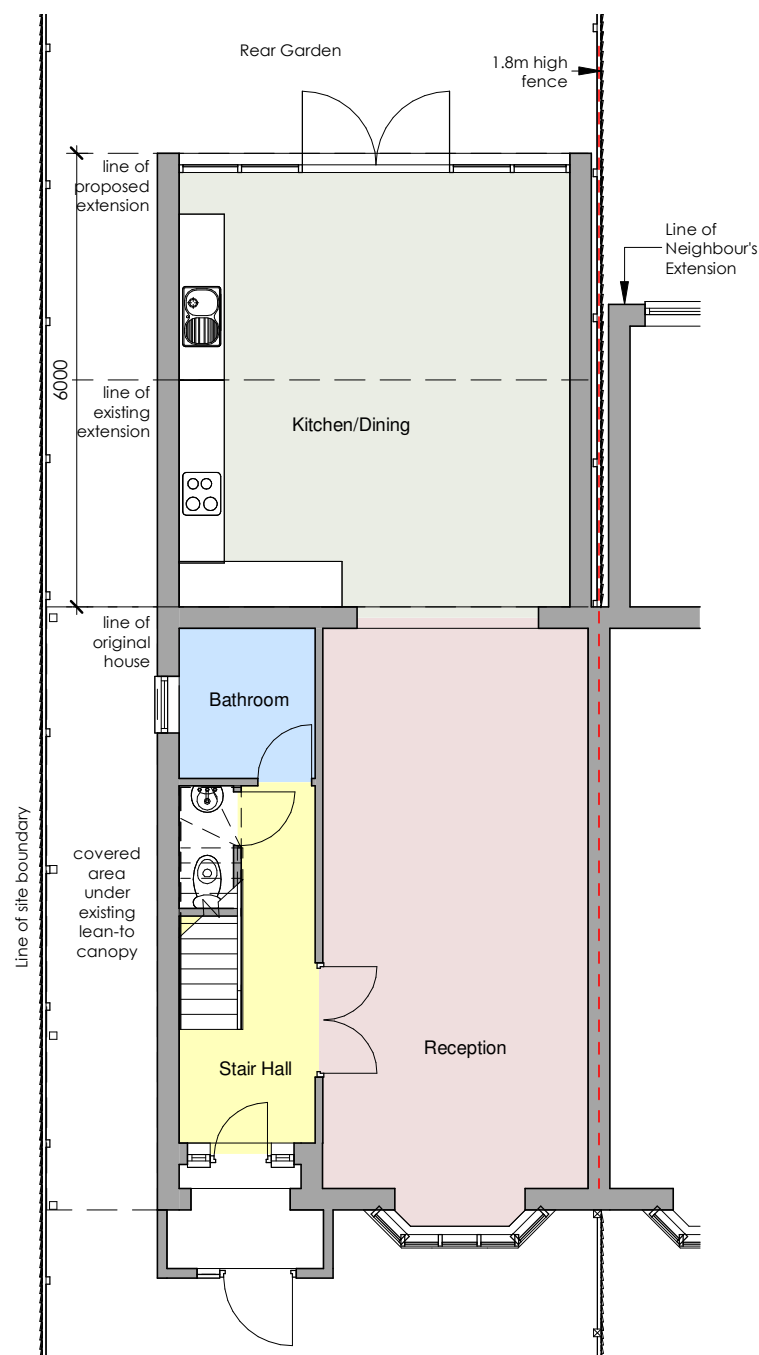 Rear Garden
1.8m high
fence
line of
proposed
extension
Line of
Neighbour's
Extension
6000
line of
existing
extension
Kitchen/Dining
line of
original
house
Bathroom
Line of site boundary
covered
area
under
existing
lean-to
canopy
Reception
Stair Hall